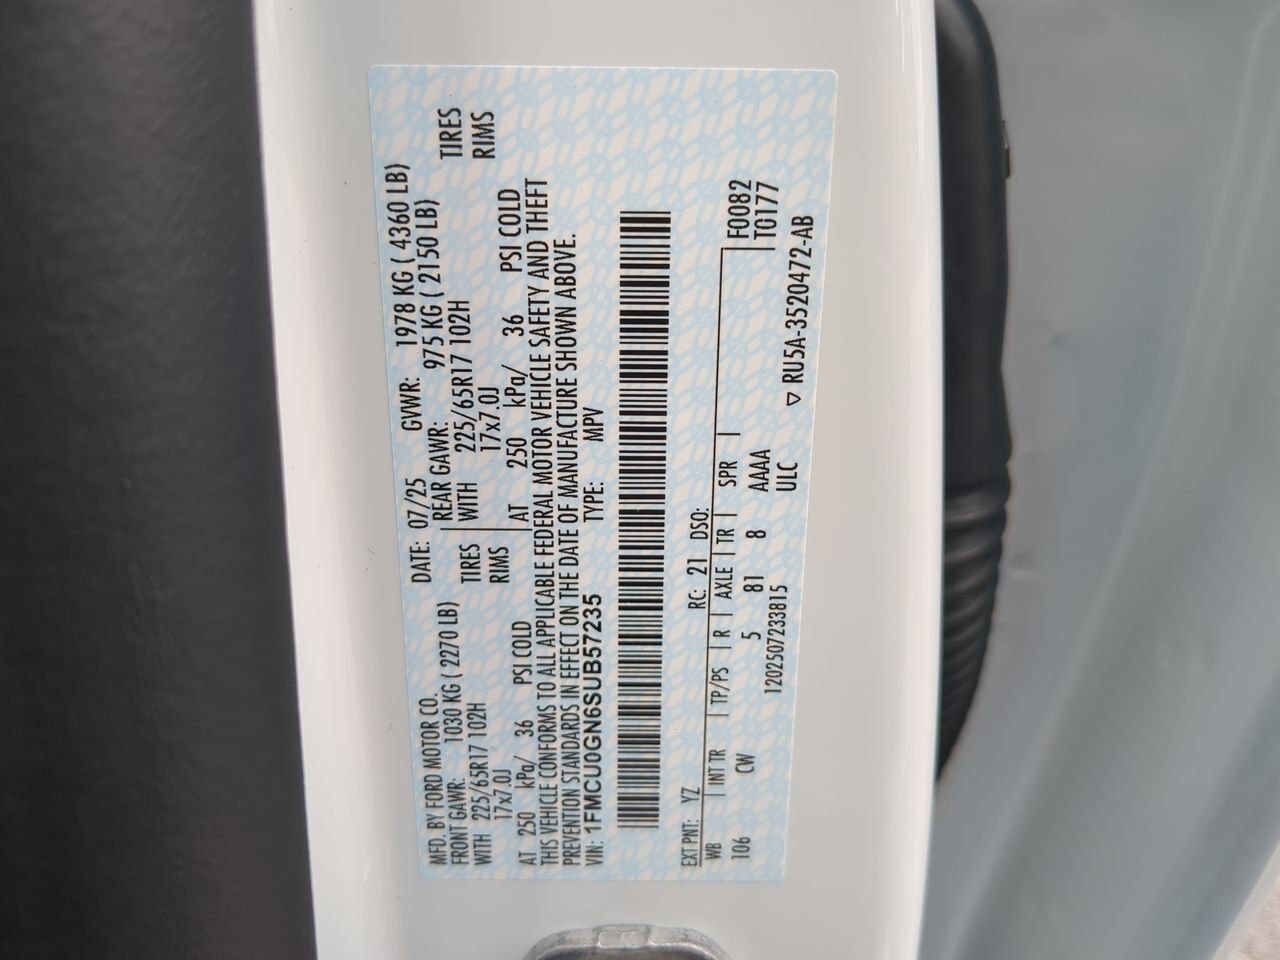 MFD. BY FORD MOTOR CO. DATE: 07/25 GVWR: 1978 KG ( 4360 LB)
FRONT GAWR: 1030 KG ( 2270 LB) REAR GAWR: 975 KG ( 2150 LB)
WITH 225/65R17 102H TIRES WITH 225/65R17 102H TIRES
17x7.0J RIMS 17x7.0J RIMS
AT 250 kPa/ 36 PSI COLD AT 250 kPa/ 36 PSI COLD
THIS VEHICLE CONFORMS TO ALL APPLICABLE FEDERAL MOTOR VEHICLE SAFETY AND THEFT
PREVENTION STANDARDS IN EFFECT ON THE DATE OF MANUFACTURE SHOWN ABOVE.
VIN: 1FMCU0GN6SUB57235 TYPE: MPV
EXT PNT: YZ RC: 21 DSO: F0082
WB | INT TR | TP/PS | R | AXLE | TR | SPR | T0177
106 CW 5 81 8 AAAA
1202507233815 ULC
▽ RU5A-3520472-AB